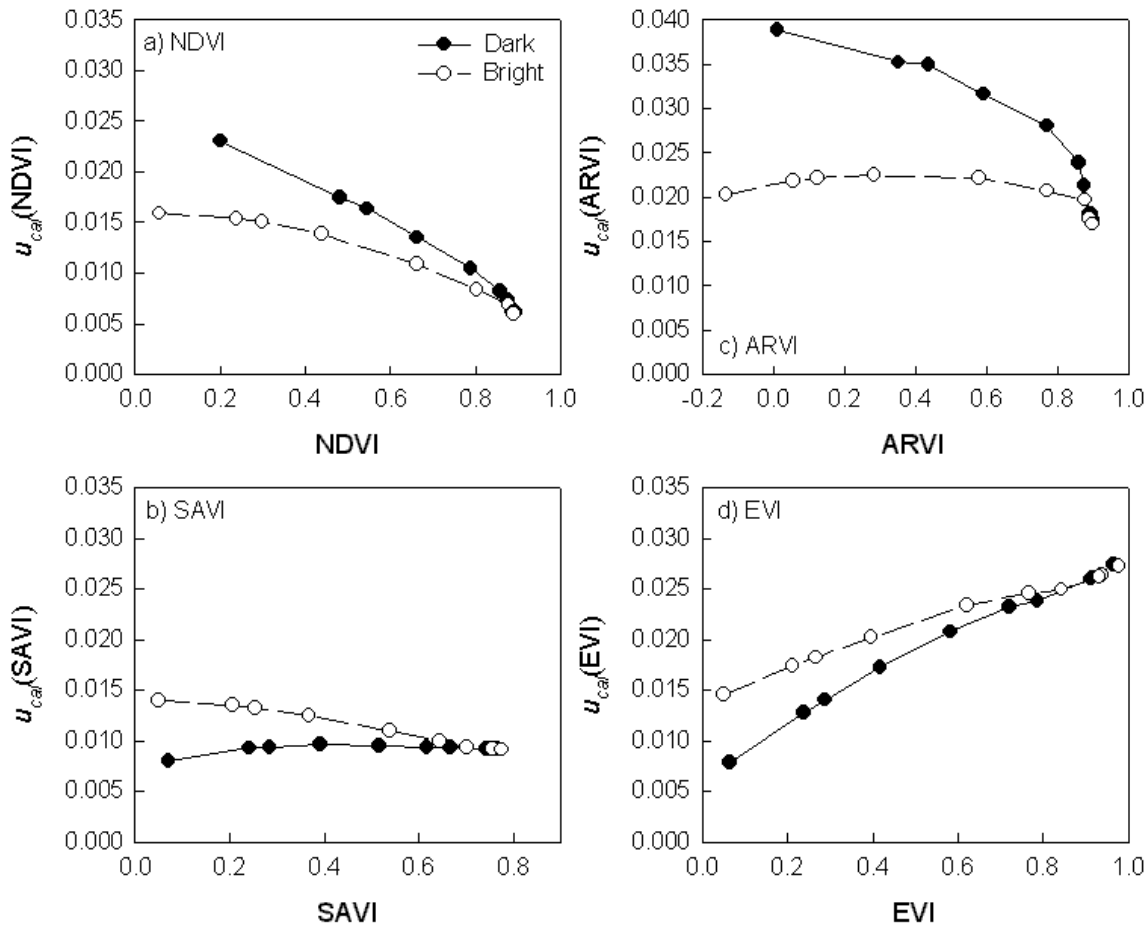 0.035
0.030
0.025
0.020
0.015
0.010
0.005
0.000
u_cal(NDVI)
a) NDVI
Dark
Bright
0.0 0.2 0.4 0.6 0.8 1.0
NDVI
0.040
0.035
0.030
0.025
0.020
0.015
0.010
0.005
0.000
u_cal(ARVI)
c) ARVI
-0.2 0.0 0.2 0.4 0.6 0.8 1.0
ARVI
0.035
0.030
0.025
0.020
0.015
0.010
0.005
0.000
u_cal(SAVI)
b) SAVI
0.0 0.2 0.4 0.6 0.8
SAVI
0.035
0.030
0.025
0.020
0.015
0.010
0.005
0.000
u_cal(EVI)
d) EVI
0.0 0.2 0.4 0.6 0.8 1
EVI